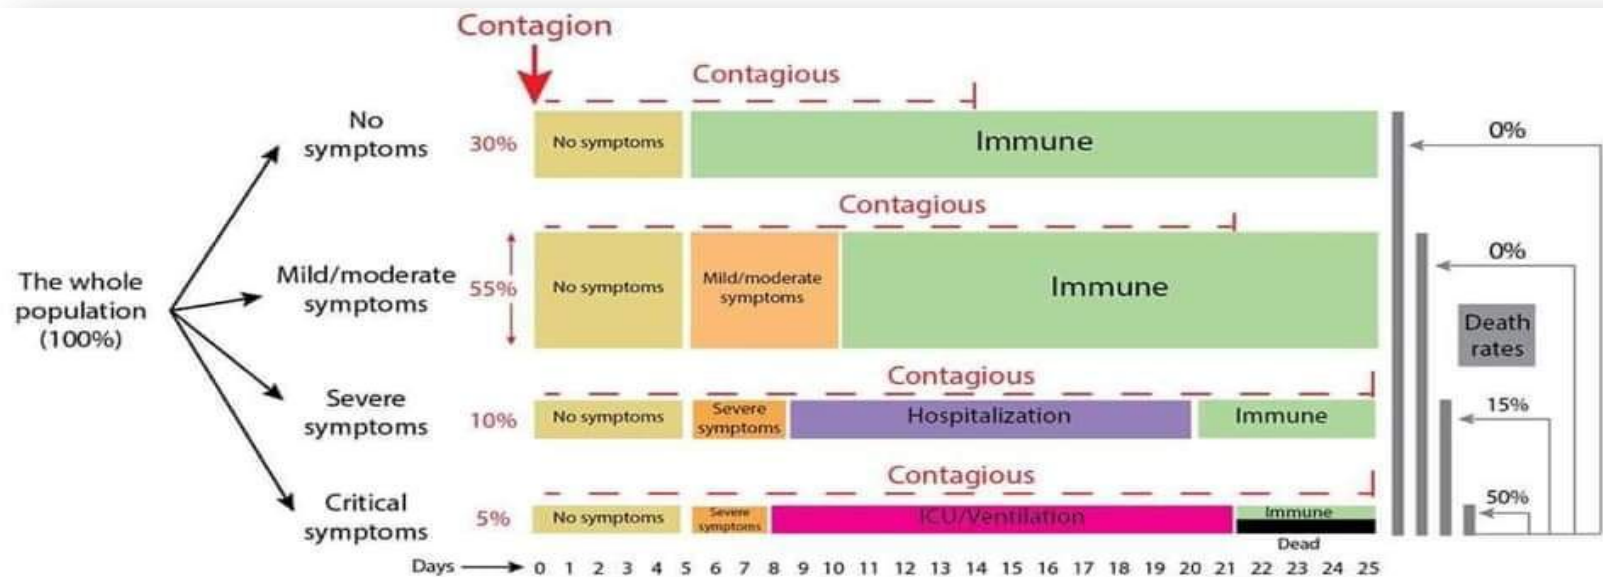 Contagion
Contagious
No
symptoms
30%
No symptoms
Immune
0%
Contagious
The whole
population
(100%)
Mild/moderate
symptoms
55%
No symptoms
Mild/moderate
symptoms
Immune
0%
Death
rates
Contagious
Severe
symptoms
10%
No symptoms
Severe
symptoms
Hospitalization
Immune
15%
Contagious
Critical
symptoms
5%
No symptoms
Severe
symptoms
ICU/Ventilation
Immune
Dead
50%
Days 0 1 2 3 4 5 6 7 8 9 10 11 12 13 14 15 16 17 18 19 20 21 22 23 24 25